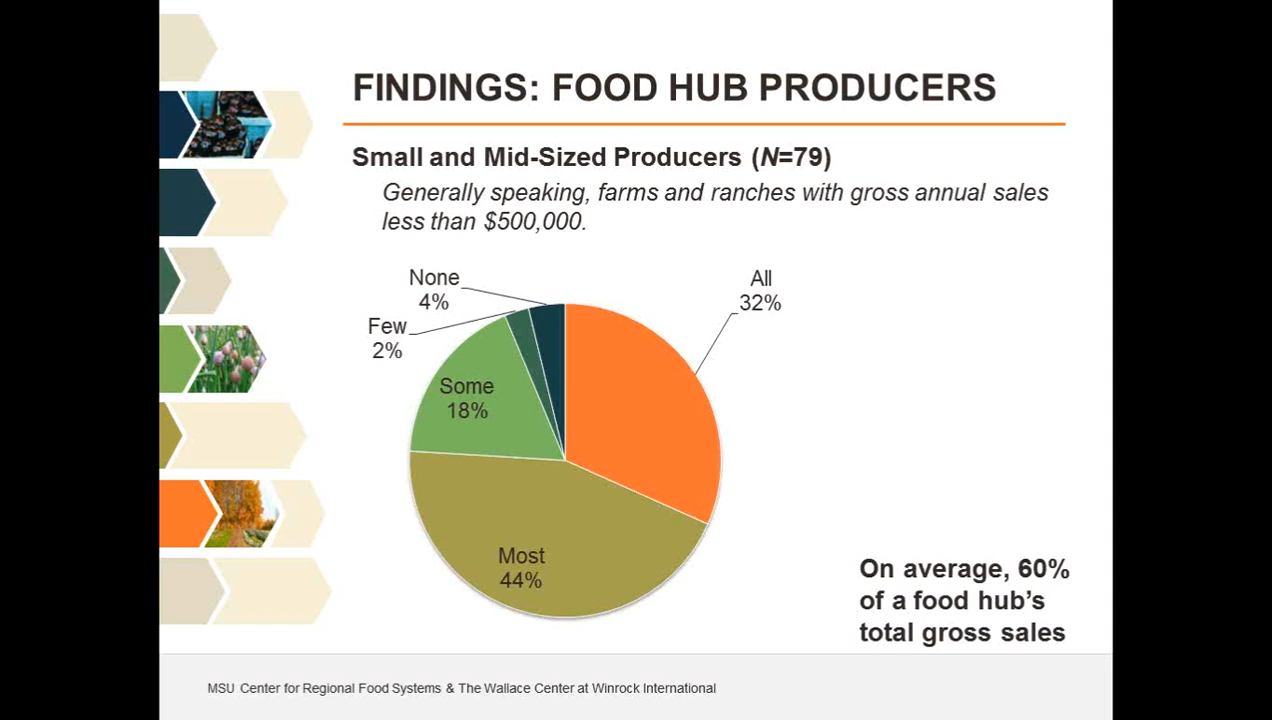 FINDINGS: FOOD HUB PRODUCERS
Small and Mid-Sized Producers (N=79)
Generally speaking, farms and ranches with gross annual sales
less than $500,000.
None
4%
All
32%
Few
2%
Some
18%
Most
44%
On average, 60%
of a food hub’s
total gross sales
MSU Center for Regional Food Systems & The Wallace Center at Winrock International